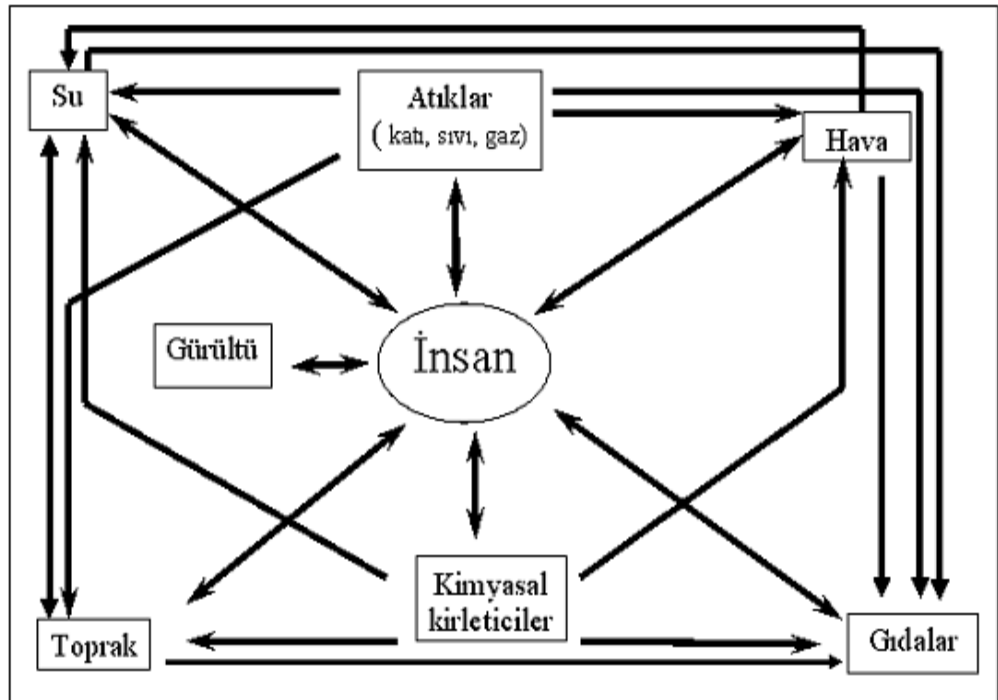 Su
Atıklar
( katı, sıvı, gaz)
Hava
Gürültü
İnsan
Kimyasal
kirleticiler
Toprak
Gıdalar